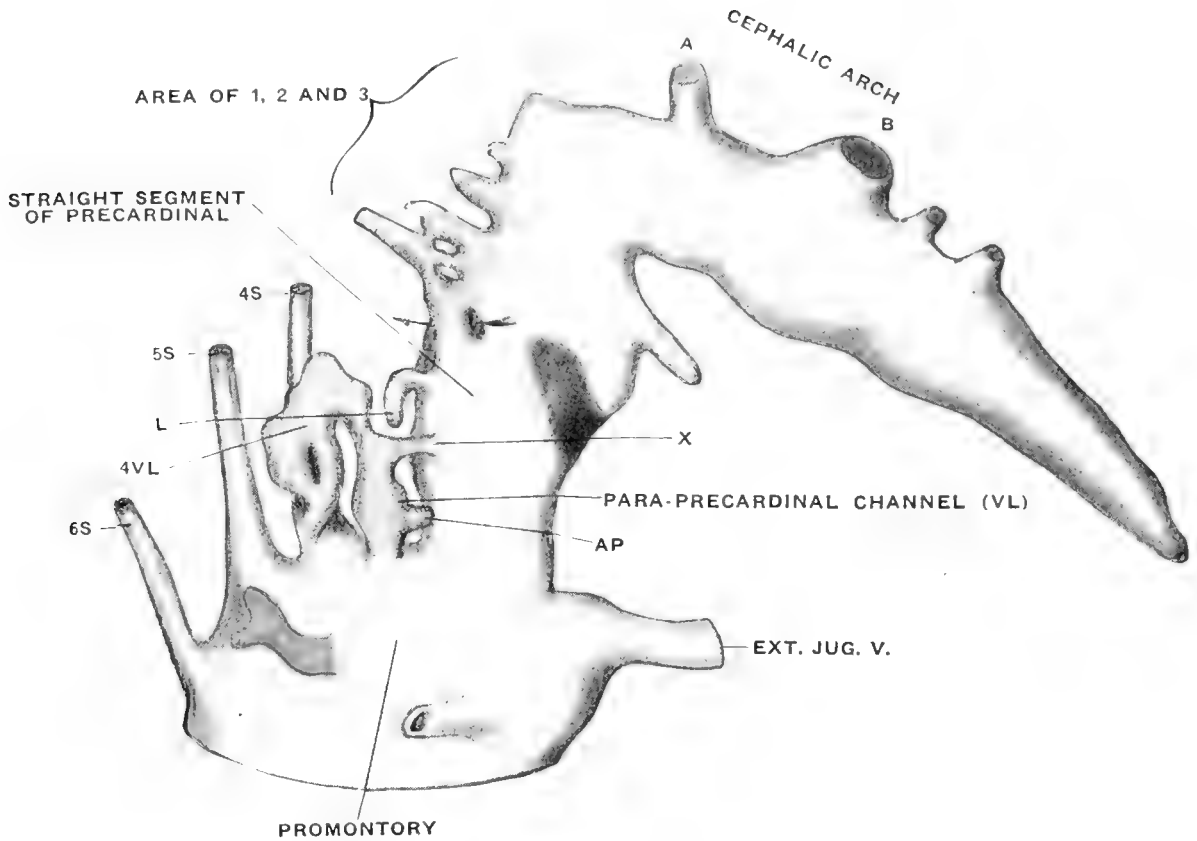 CEPHALIC ARCH
A
B
AREA OF 1, 2 AND 3
STRAIGHT SEGMENT
OF PRECARDINAL
4S
5S
L
4VL
6S
X
PARA-PRECARDINAL CHANNEL (VL)
AP
EXT. JUG. V.
PROMONTORY